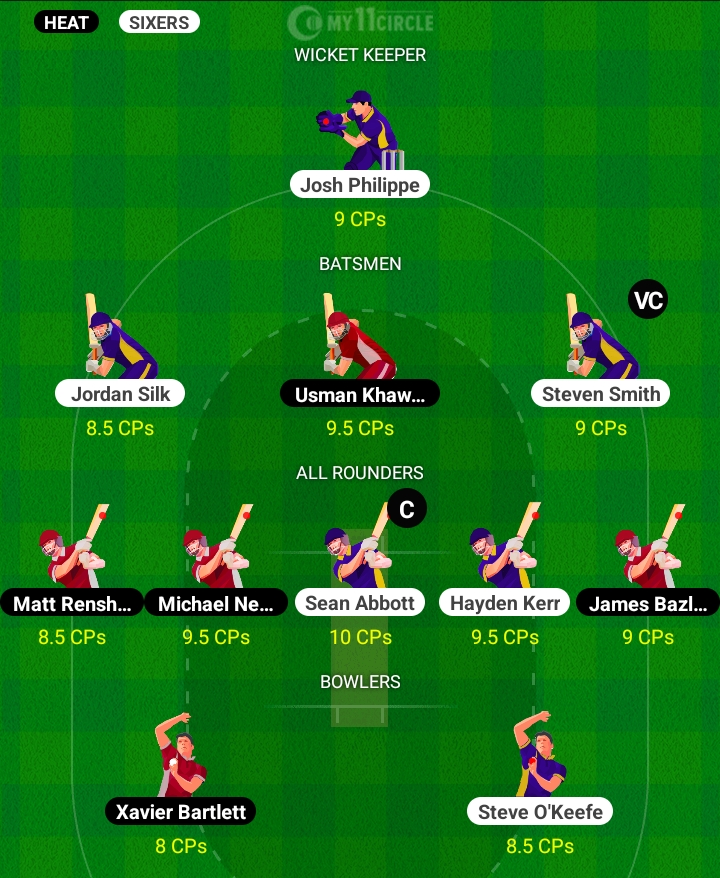 HEAT SIXERS
MY11CIRCLE
WICKET KEEPER
Josh Philippe
9 CPs
BATSMEN
VC
Jordan Silk Usman Khaw... Steven Smith
8.5 CPs 9.5 CPs 9 CPs
ALL ROUNDERS
C
Matt Rensh... Michael Ne... Sean Abbott Hayden Kerr James Bazl...
8.5 CPs 9.5 CPs 10 CPs 9.5 CPs 9 CPs
BOWLERS
Xavier Bartlett Steve O'Keefe
8 CPs 8.5 CPs